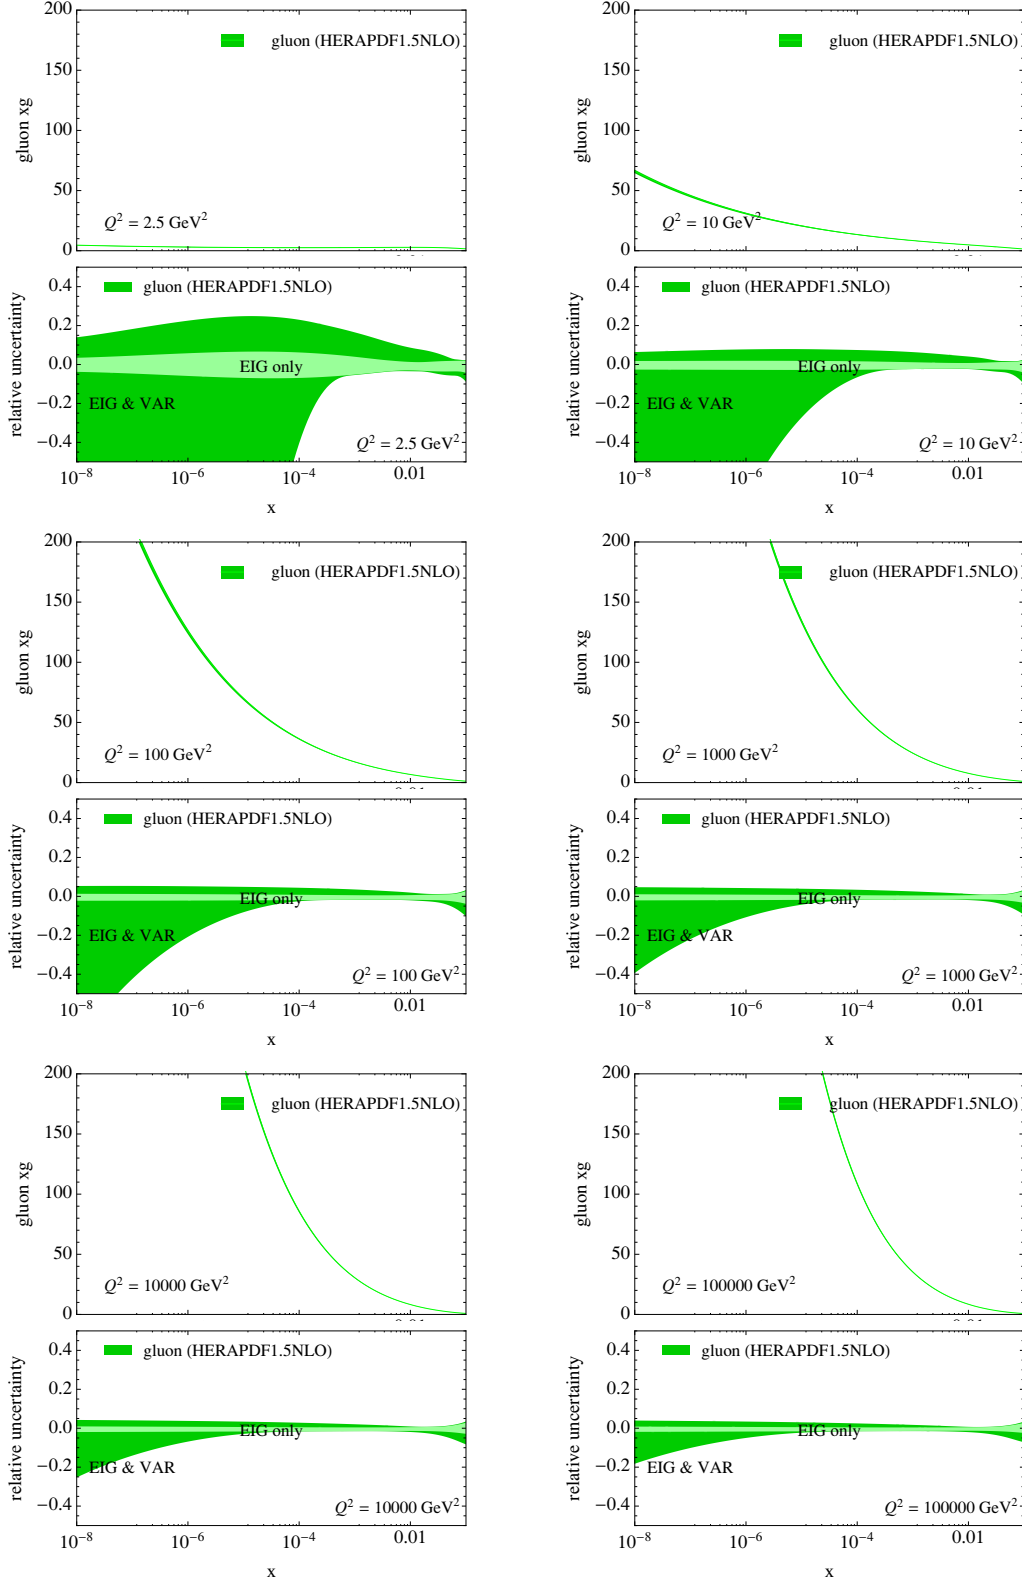 200
150
100
50
0
gluon xg
gluon (HERAPDF1.5NLO)
Q² = 2.5 GeV²
200
150
100
50
0
gluon xg
gluon (HERAPDF1.5NLO)
Q² = 10 GeV²
0.4
0.2
0.0
−0.2
−0.4
relative uncertainty
gluon (HERAPDF1.5NLO)
EIG only
EIG & VAR
Q² = 2.5 GeV²
10⁻⁸ 10⁻⁶ 10⁻⁴ 0.01
x
0.4
0.2
0.0
−0.2
−0.4
relative uncertainty
gluon (HERAPDF1.5NLO)
EIG only
EIG & VAR
Q² = 10 GeV²
10⁻⁸ 10⁻⁶ 10⁻⁴ 0.01
x
200
150
100
50
0
gluon xg
gluon (HERAPDF1.5NLO)
Q² = 100 GeV²
200
150
100
50
0
gluon xg
gluon (HERAPDF1.5NLO)
Q² = 1000 GeV²
0.4
0.2
0.0
−0.2
−0.4
relative uncertainty
gluon (HERAPDF1.5NLO)
EIG only
EIG & VAR
Q² = 100 GeV²
10⁻⁸ 10⁻⁶ 10⁻⁴ 0.01
x
0.4
0.2
0.0
−0.2
−0.4
relative uncertainty
gluon (HERAPDF1.5NLO)
EIG only
EIG & VAR
Q² = 1000 GeV²
10⁻⁸ 10⁻⁶ 10⁻⁴ 0.01
x
200
150
100
50
0
gluon xg
gluon (HERAPDF1.5NLO)
Q² = 10000 GeV²
200
150
100
50
0
gluon xg
gluon (HERAPDF1.5NLO)
Q² = 100000 GeV²
0.4
0.2
0.0
−0.2
−0.4
relative uncertainty
gluon (HERAPDF1.5NLO)
EIG only
EIG & VAR
Q² = 10000 GeV²
10⁻⁸ 10⁻⁶ 10⁻⁴ 0.01
x
0.4
0.2
0.0
−0.2
−0.4
relative uncertainty
gluon (HERAPDF1.5NLO)
EIG only
EIG & VAR
Q² = 100000 GeV²
10⁻⁸ 10⁻⁶ 10⁻⁴ 0.01
x